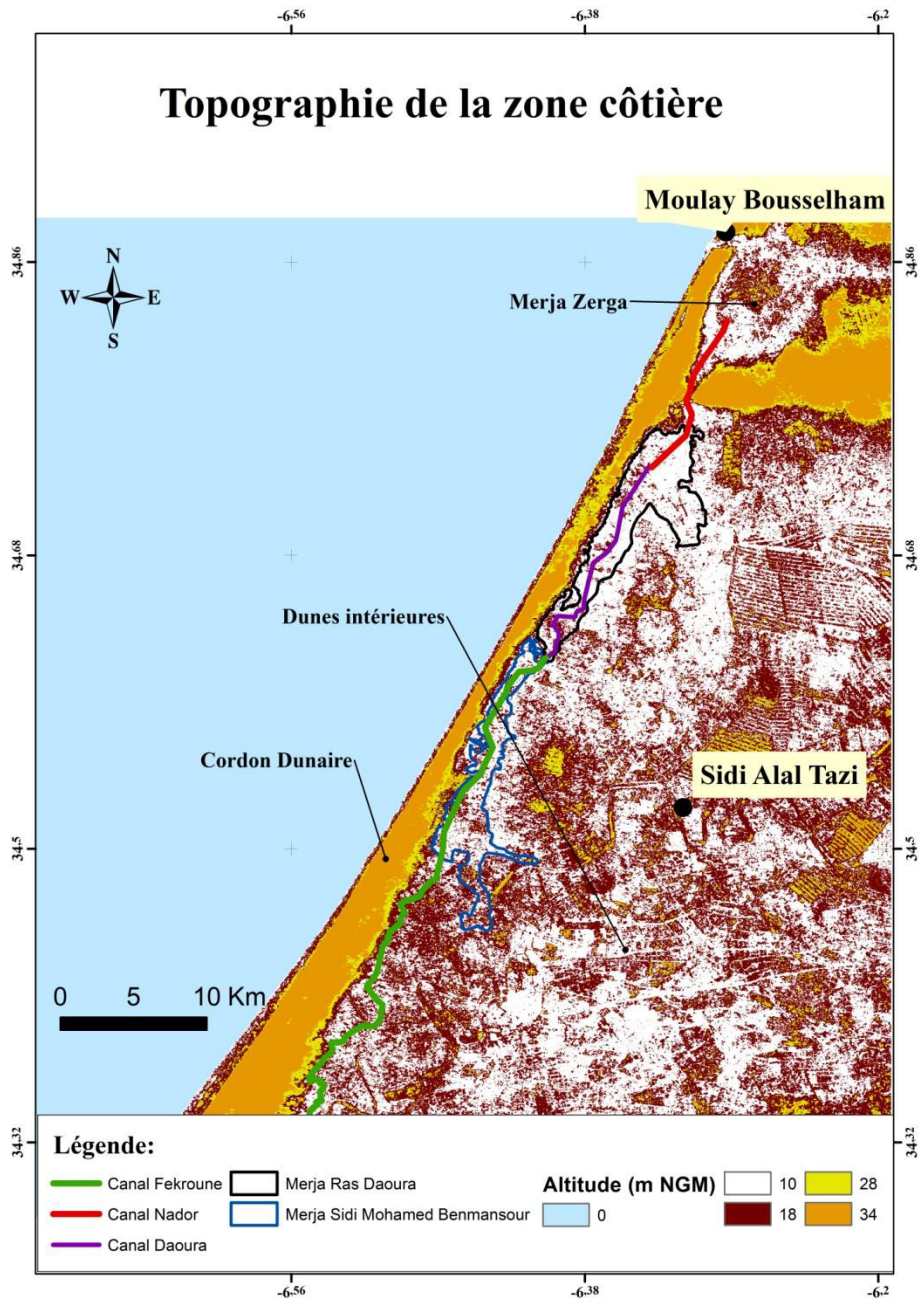 -6,56 -6,38 -6,2
Topographie de la zone côtière
Moulay Bousselham
34,86 34,86
N
W E
S
Merja Zerga
34,68 34,68
Dunes intérieures
Cordon Dunaire
Sidi Alal Tazi
34,5 34,5
0 5 10 Km
34,32 34,32
Légende:
Canal Fekroune
Canal Nador
Canal Daoura
Merja Ras Daoura
Merja Sidi Mohamed Benmansour
Altitude (m NGM)
0
10
18
28
34
-6,56 -6,38 -6,2